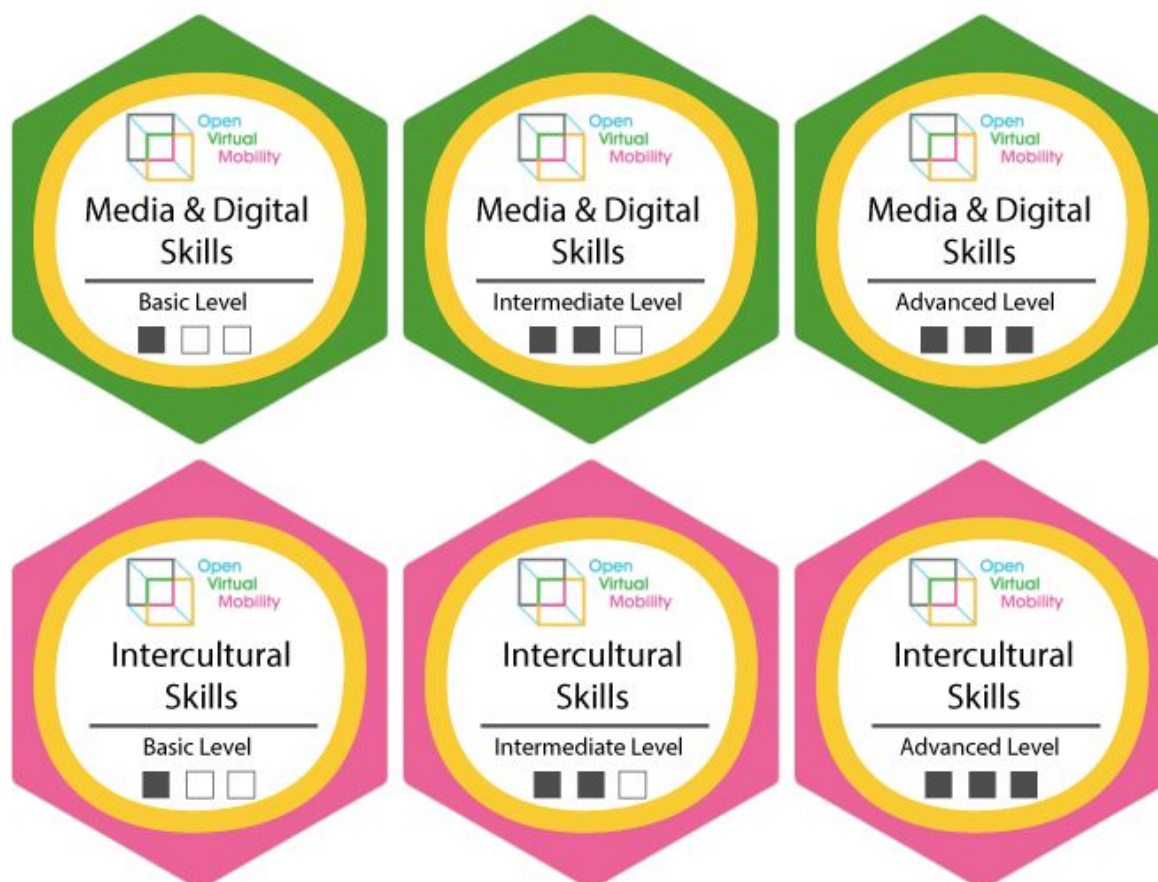 Open
Virtual
Mobility
Media & Digital
Skills
Basic Level
Open
Virtual
Mobility
Media & Digital
Skills
Intermediate Level
Open
Virtual
Mobility
Media & Digital
Skills
Advanced Level
Open
Virtual
Mobility
Intercultural
Skills
Basic Level
Open
Virtual
Mobility
Intercultural
Skills
Intermediate Level
Open
Virtual
Mobility
Intercultural
Skills
Advanced Level